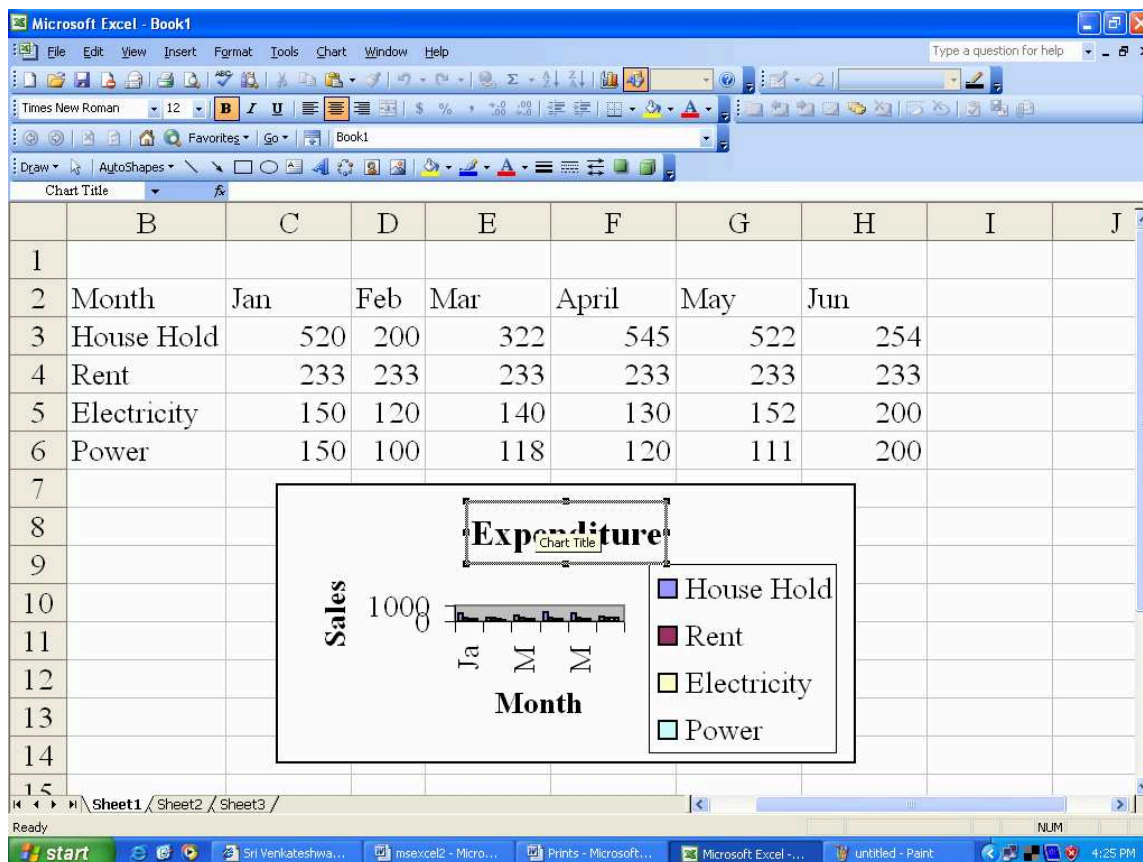 Microsoft Excel - Book1
File Edit View Insert Format Tools Chart Window Help Type a question for help
Times New Roman 12 B I U $ % ,
Favorites Go Book1
Draw AutoShapes
Chart Title fx
B C D E F G H I J
1
2 Month Jan Feb Mar April May Jun
3 House Hold 520 200 322 545 522 254
4 Rent 233 233 233 233 233 233
5 Electricity 150 120 140 130 152 200
6 Power 150 100 118 120 111 200
7
8
9
10
11
12
13
14
15
Expenditure
Chart Title
Sales
1000
0
Ja M M
Month
House Hold
Rent
Electricity
Power
Sheet1 Sheet2 Sheet3
Ready NUM
start Sri Venkateshwa... msexcel2 - Micro... Prints - Microsoft... Microsoft Excel -... untitled - Paint 4:25 PM